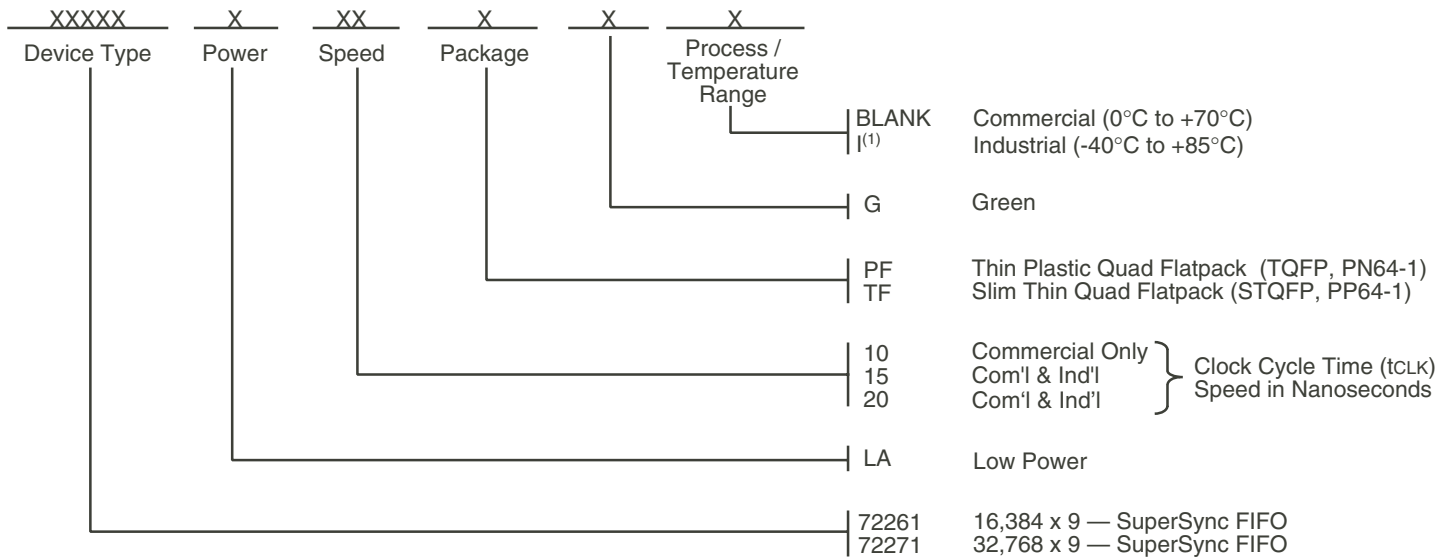 XXXXX X XX X X X
Device Type Power Speed Package Process /
Temperature
Range
BLANK Commercial (0°C to +70°C)
I(1) Industrial (-40°C to +85°C)
G Green
PF Thin Plastic Quad Flatpack (TQFP, PN64-1)
TF Slim Thin Quad Flatpack (STQFP, PP64-1)
10 Commercial Only
15 Com'l & Ind'l
20 Com‘l & Ind’l
Clock Cycle Time (tCLK)
Speed in Nanoseconds
LA Low Power
72261 16,384 x 9 — SuperSync FIFO
72271 32,768 x 9 — SuperSync FIFO